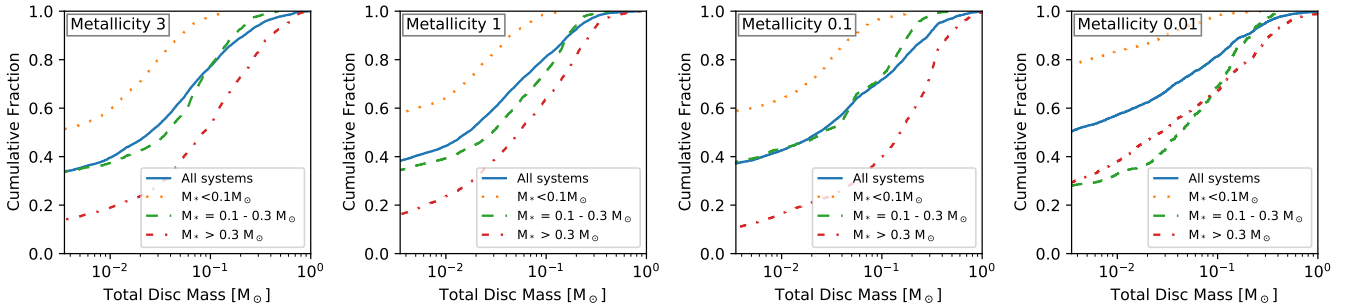 Metallicity 3
Cumulative Fraction
1.0
0.8
0.6
0.4
0.2
0.0
All systems
M*<0.1M⊙
M* = 0.1 - 0.3 M⊙
M* > 0.3 M⊙
10⁻² 10⁻¹ 10⁰
Total Disc Mass [M⊙]
Metallicity 1
Cumulative Fraction
1.0
0.8
0.6
0.4
0.2
0.0
All systems
M*<0.1M⊙
M* = 0.1 - 0.3 M⊙
M* > 0.3 M⊙
10⁻² 10⁻¹ 10⁰
Total Disc Mass [M⊙]
Metallicity 0.1
Cumulative Fraction
1.0
0.8
0.6
0.4
0.2
0.0
All systems
M*<0.1M⊙
M* = 0.1 - 0.3 M⊙
M* > 0.3 M⊙
10⁻² 10⁻¹ 10⁰
Total Disc Mass [M⊙]
Metallicity 0.01
Cumulative Fraction
1.0
0.8
0.6
0.4
0.2
0.0
All systems
M*<0.1M⊙
M* = 0.1 - 0.3 M⊙
M* > 0.3 M⊙
10⁻² 10⁻¹ 10⁰
Total Disc Mass [M⊙]